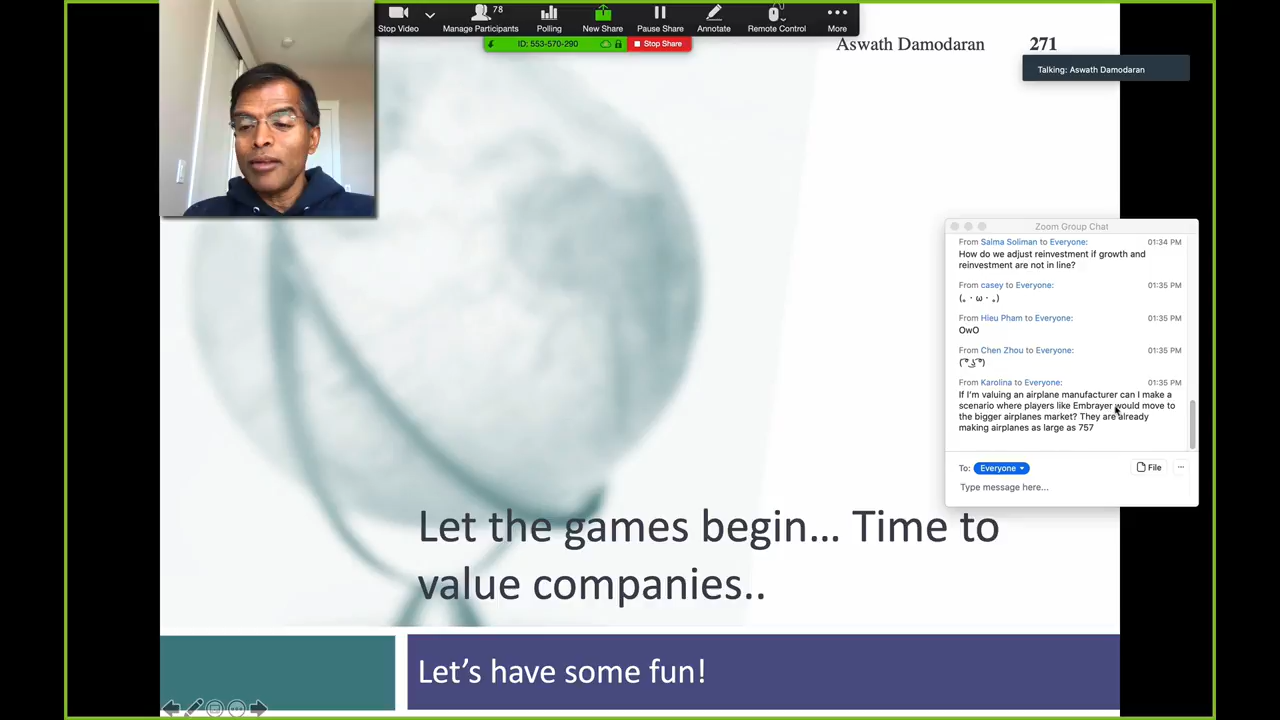 78
Stop Video
Manage Participants
Polling
New Share
Pause Share
Annotate
Remote Control
More
ID: 553-570-290
Stop Share
Aswath Damodaran 271
Talking: Aswath Damodaran
Zoom Group Chat
From Salma Soliman to Everyone: 01:34 PM
How do we adjust reinvestment if growth and
reinvestment are not in line?
From casey to Everyone: 01:35 PM
(｡･ω･｡)
From Hieu Pham to Everyone: 01:35 PM
OwO
From Chen Zhou to Everyone: 01:35 PM
( ͡° ͜ʖ ͡°)
From Karolina to Everyone: 01:35 PM
If I'm valuing an airplane manufacturer can I make a
scenario where players like Embrayer would move to
the bigger airplanes market? They are already
making airplanes as large as 757
To: Everyone
File
Type message here...
Let the games begin... Time to
value companies..
Let's have some fun!